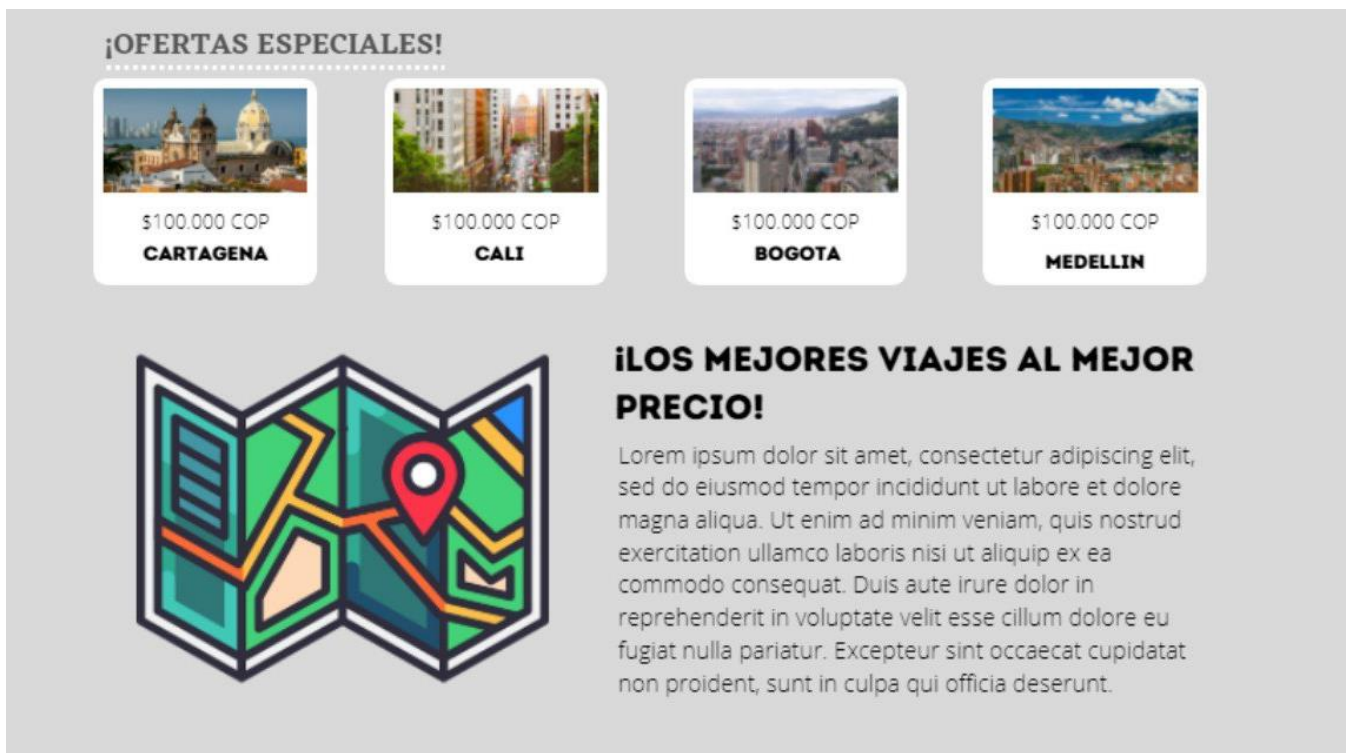 ¡OFERTAS ESPECIALES!
$100.000 COP
CARTAGENA
$100.000 COP
CALI
$100.000 COP
BOGOTA
$100.000 COP
MEDELLIN
¡LOS MEJORES VIAJES AL MEJOR
PRECIO!
Lorem ipsum dolor sit amet, consectetur adipiscing elit,
sed do eiusmod tempor incididunt ut labore et dolore
magna aliqua. Ut enim ad minim veniam, quis nostrud
exercitation ullamco laboris nisi ut aliquip ex ea
commodo consequat. Duis aute irure dolor in
reprehenderit in voluptate velit esse cillum dolore eu
fugiat nulla pariatur. Excepteur sint occaecat cupidatat
non proident, sunt in culpa qui officia deserunt.